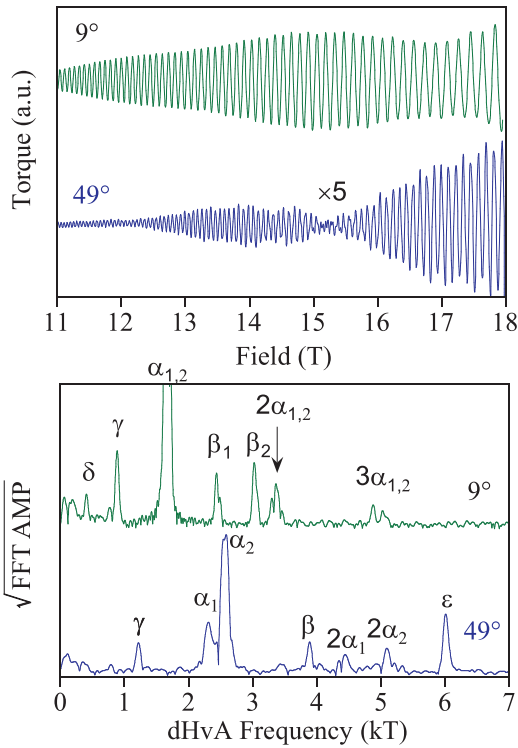 9°
49°
×5
Torque (a.u.)
11 12 13 14 15 16 17 18
Field (T)
α1,2
γ
δ
β1
β2
2α1,2
3α1,2
9°
α2
γ
α1
β
2α1
2α2
ε
49°
√FFT AMP
0 1 2 3 4 5 6 7
dHvA Frequency (kT)